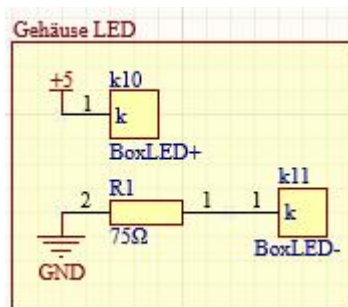 Gehäuse LED
+5
k10
1
k
BoxLED+
k11
R1
2
1
1
k
75Ω
BoxLED-
GND